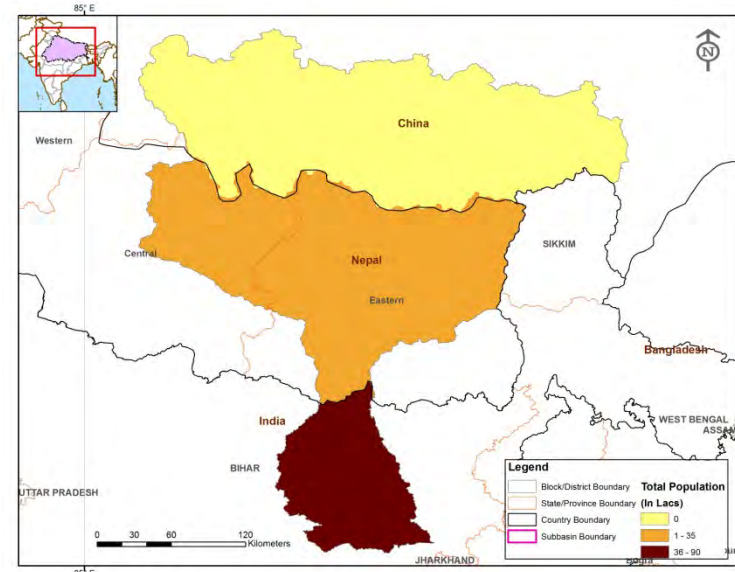 85° E
N
China
Western
SIKKIM
Central
Nepal
Eastern
Bangladesh
India
WEST BENGAL
ASSAM
BIHAR
UTTAR PRADESH
JHARKHAND
0 20 40 60 120
Kilometers
Legend
Block/District Boundary
State/Province Boundary
Country Boundary
Subbasin Boundary
Total Population
(In Lacs)
0
1 - 35
36 - 90